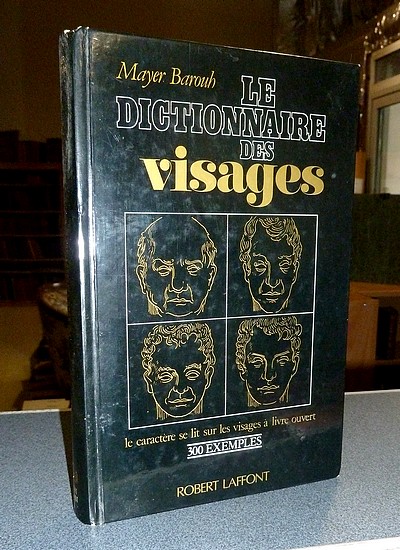 Mayer Barouh
LE
DICTIONNAIRE
DES
visages
le caractère se lit sur les visages à livre ouvert
300 EXEMPLES
ROBERT LAFFONT